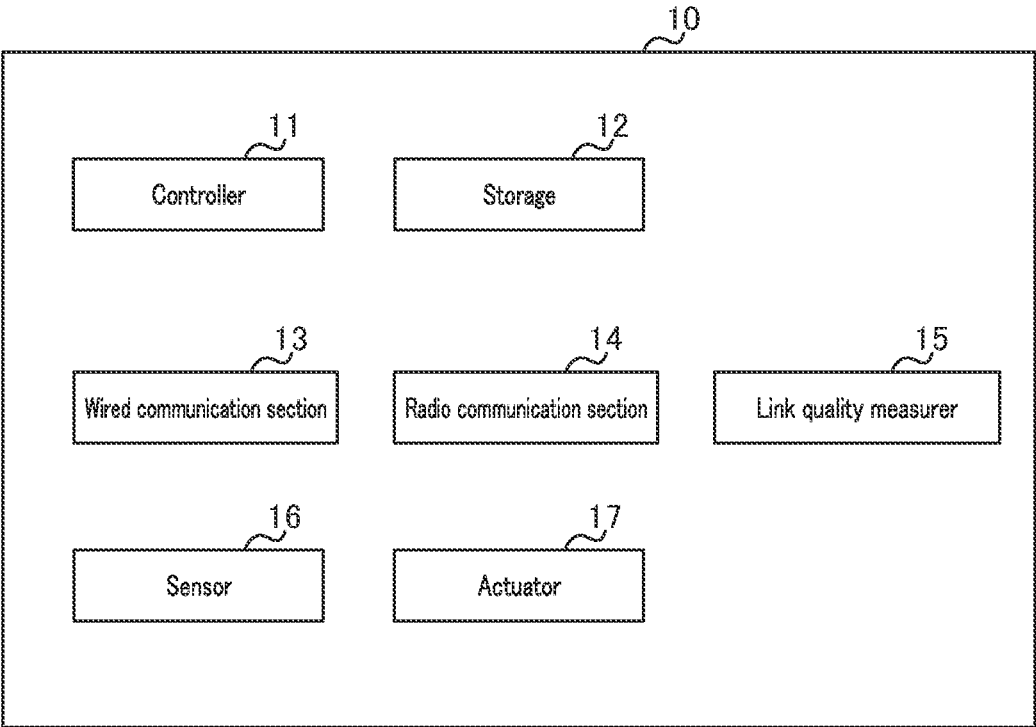 10
11
12
Controller
Storage
13
14
15
Wired communication section
Radio communication section
Link quality measurer
16
17
Sensor
Actuator